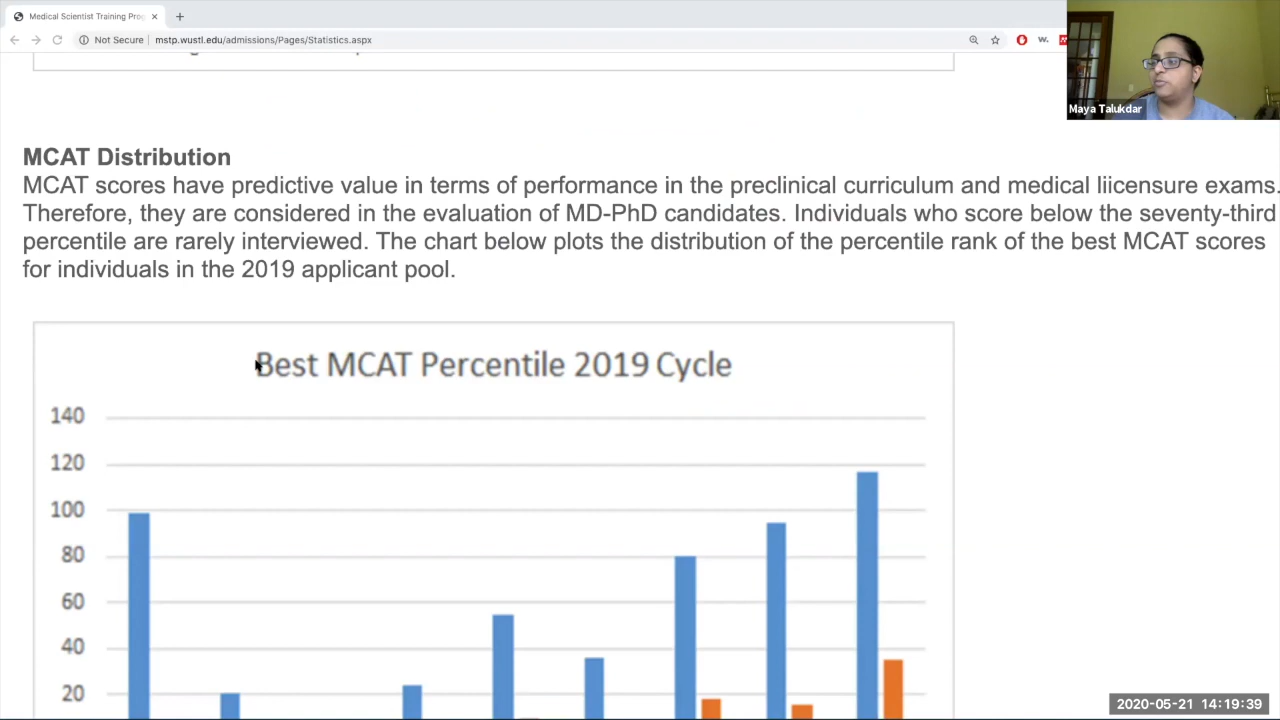 Medical Scientist Training Pro
Not Secure | mstp.wustl.edu/admissions/Pages/Statistics.aspx
Maya Talukdar
MCAT Distribution
MCAT scores have predictive value in terms of performance in the preclinical curriculum and medical liicensure exams.
Therefore, they are considered in the evaluation of MD-PhD candidates. Individuals who score below the seventy-third
percentile are rarely interviewed. The chart below plots the distribution of the percentile rank of the best MCAT scores
for individuals in the 2019 applicant pool.
Best MCAT Percentile 2019 Cycle
140
120
100
80
60
40
20
2020-05-21 14:19:39